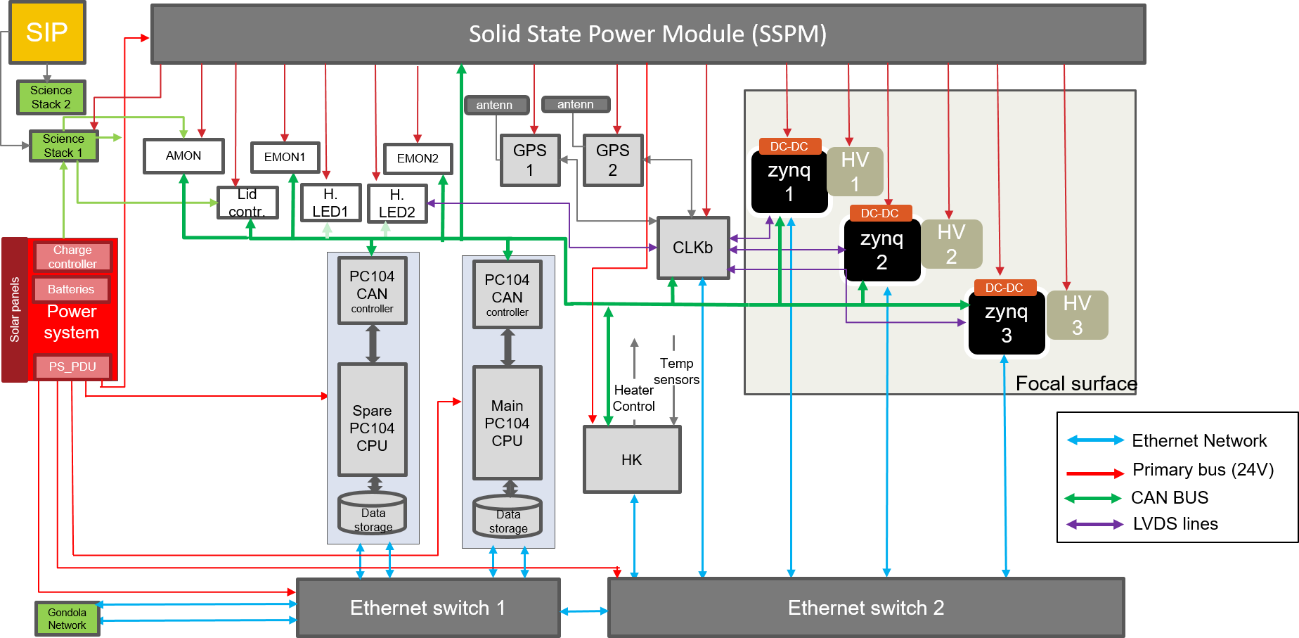 SIP
Solid State Power Module (SSPM)
Science
Stack 2
Science
Stack 1
antenn
antenn
AMON
EMON1
EMON2
GPS
1
GPS
2
DC-DC
zynq
1
HV
1
Lid
contr.
H.
LED1
H.
LED2
DC-DC
zynq
2
HV
2
CLKb
Solar panels
Charge
controller
Batteries
Power
system
PS_PDU
PC104
CAN
controller
PC104
CAN
controller
DC-DC
zynq
3
HV
3
Temp
sensors
Heater
Control
Focal surface
Spare
PC104
CPU
Main
PC104
CPU
HK
Data
storage
Data
storage
Ethernet Network
Primary bus (24V)
CAN BUS
LVDS lines
Gondola
Network
Ethernet switch 1
Ethernet switch 2